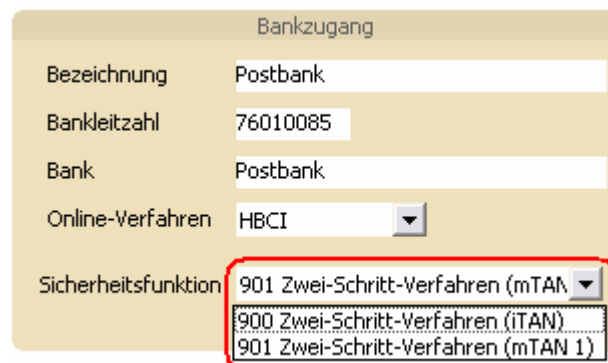 Bankzugang
Bezeichnung Postbank
Bankleitzahl 76010085
Bank Postbank
Online-Verfahren HBCI
Sicherheitsfunktion 901 Zwei-Schritt-Verfahren (mTAN
900 Zwei-Schritt-Verfahren (iTAN)
901 Zwei-Schritt-Verfahren (mTAN 1)